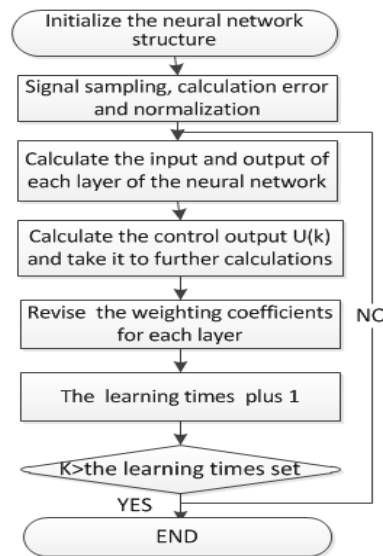 Initialize the neural network
structure
Signal sampling, calculation error
and normalization
Calculate the input and output of
each layer of the neural network
Calculate the control output U(k)
and take it to further calculations
Revise the weighting coefficients
for each layer
NO
The learning times plus 1
K>the learning times set
YES
END